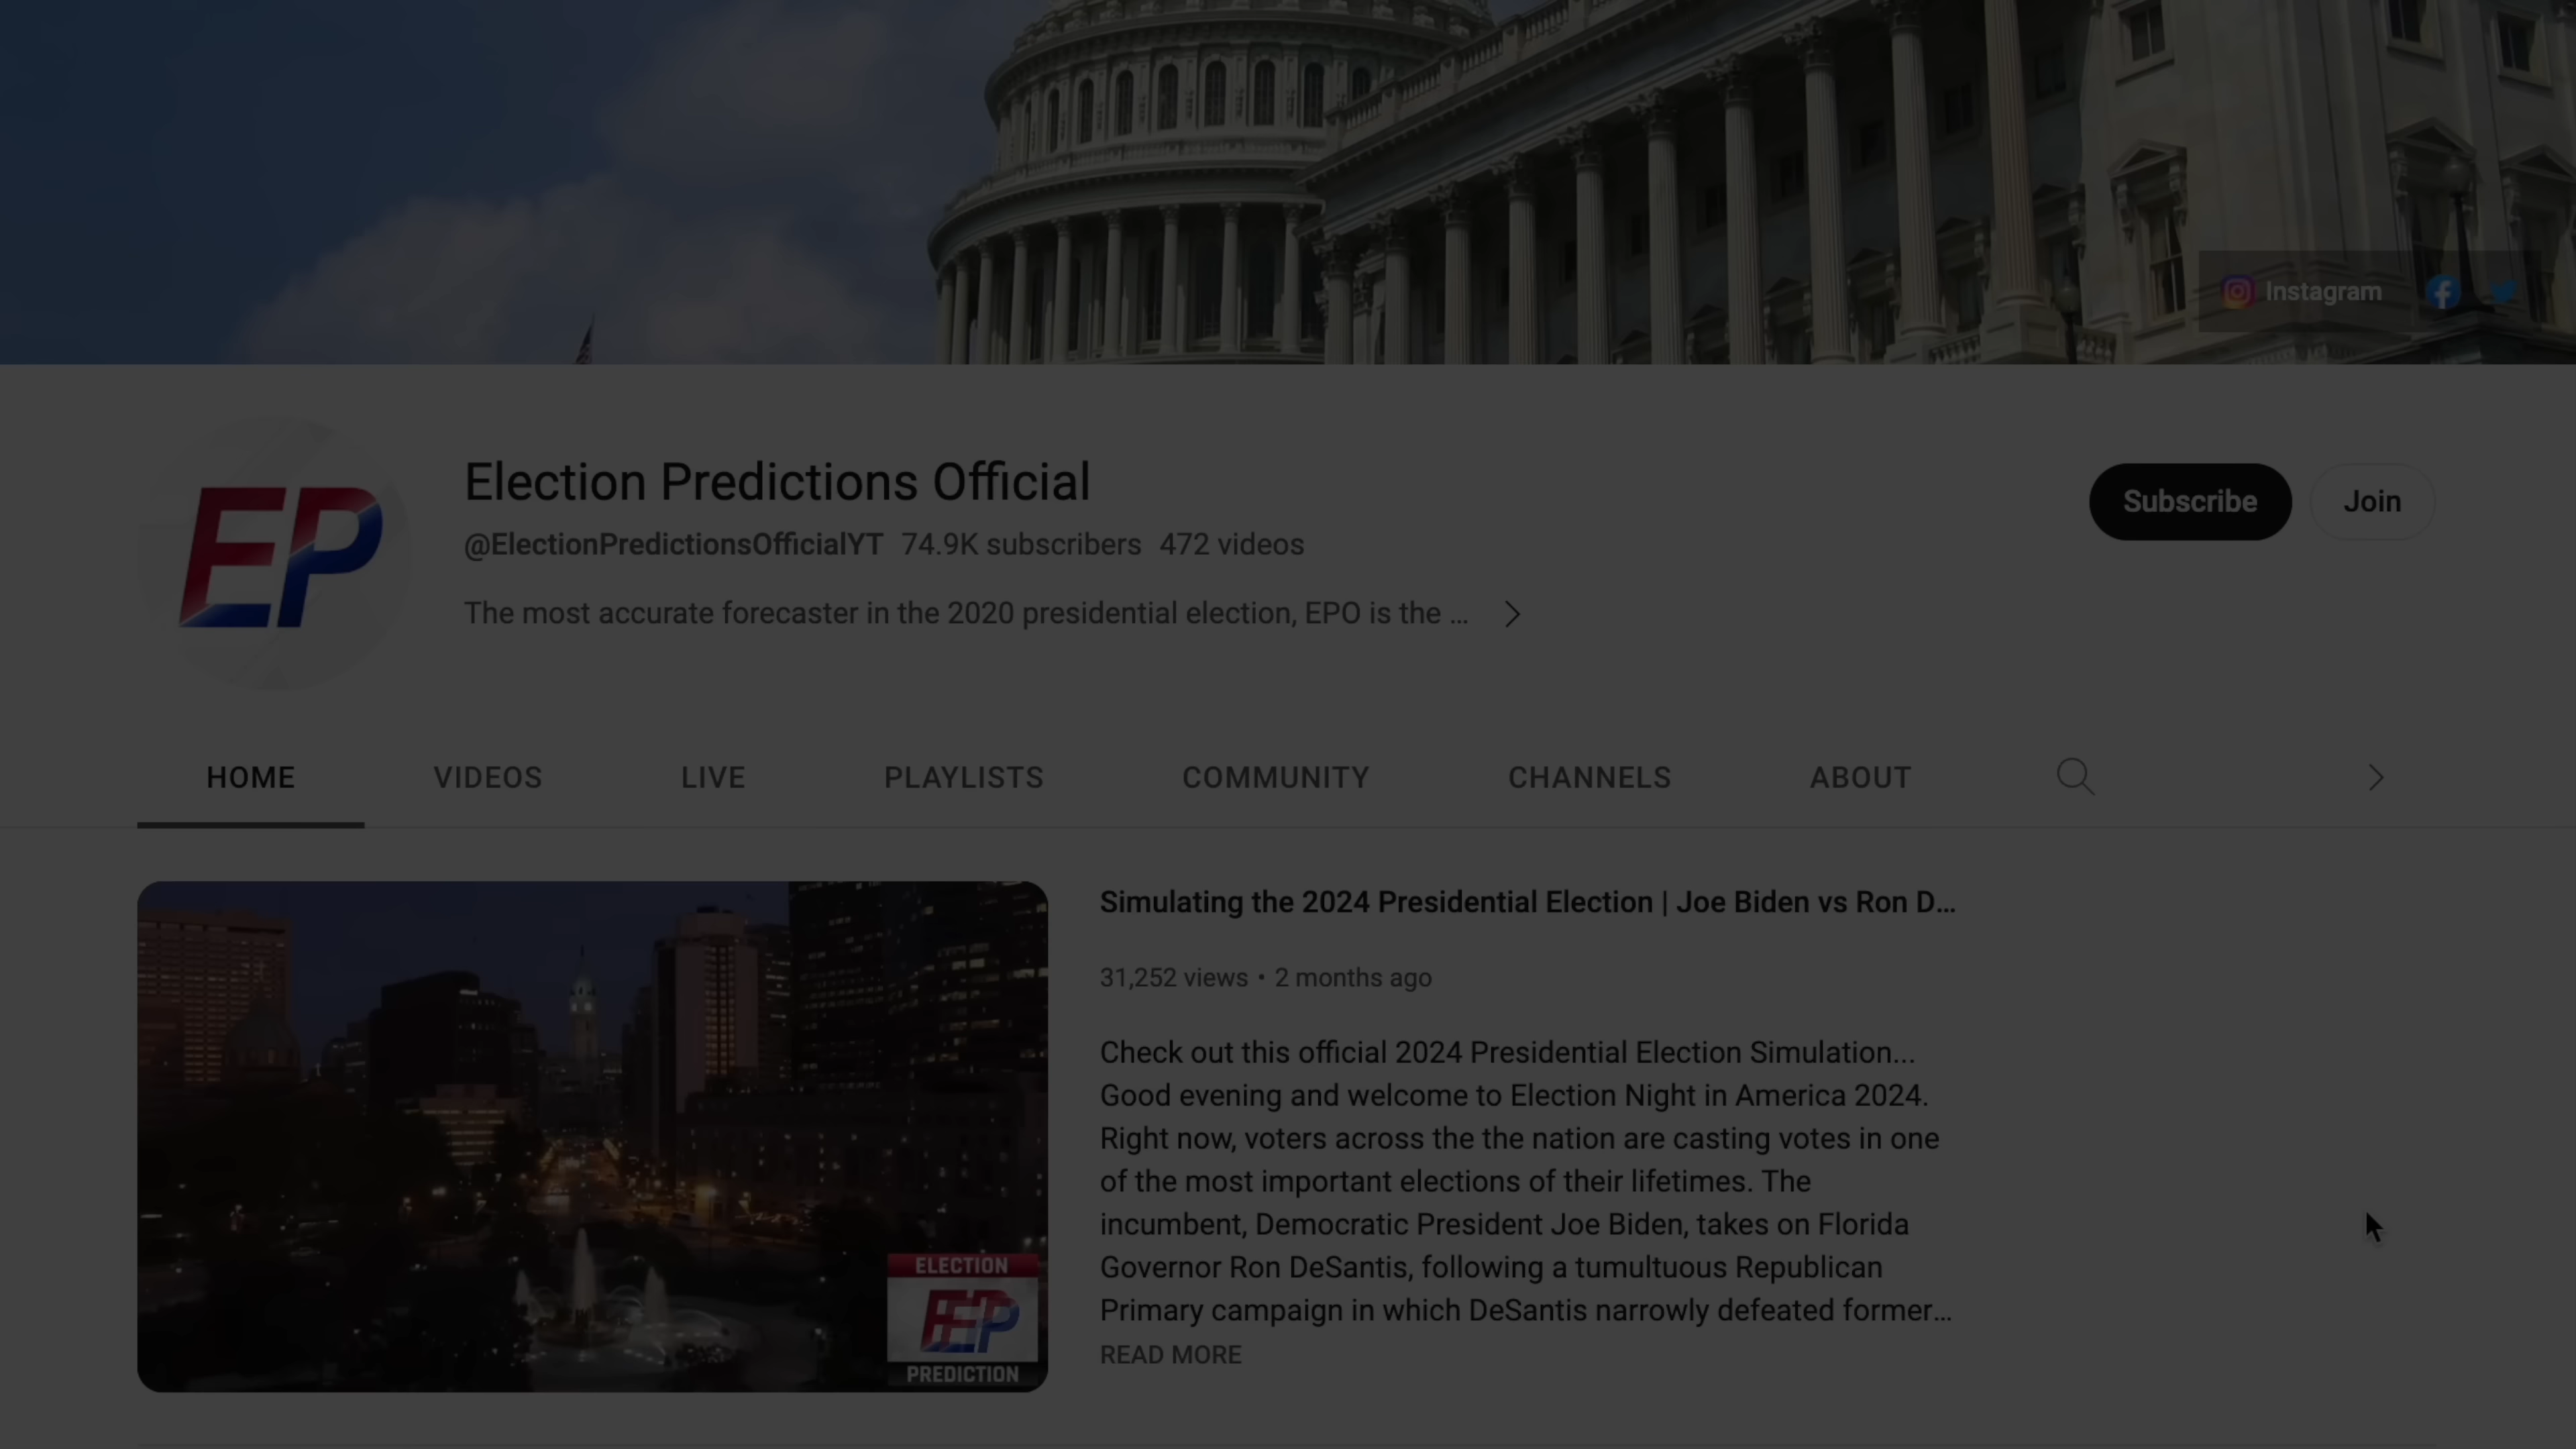 Instagram
EP
Election Predictions Official
Subscribe
Join
@ElectionPredictionsOfficialYT 74.9K subscribers 472 videos
The most accurate forecaster in the 2020 presidential election, EPO is the ...
HOME VIDEOS LIVE PLAYLISTS COMMUNITY CHANNELS ABOUT
Simulating the 2024 Presidential Election | Joe Biden vs Ron D...
31,252 views • 2 months ago
Check out this official 2024 Presidential Election Simulation...
Good evening and welcome to Election Night in America 2024.
Right now, voters across the the nation are casting votes in one
of the most important elections of their lifetimes. The
incumbent, Democratic President Joe Biden, takes on Florida
Governor Ron DeSantis, following a tumultuous Republican
Primary campaign in which DeSantis narrowly defeated former...
READ MORE
ELECTION
EP
PREDICTION